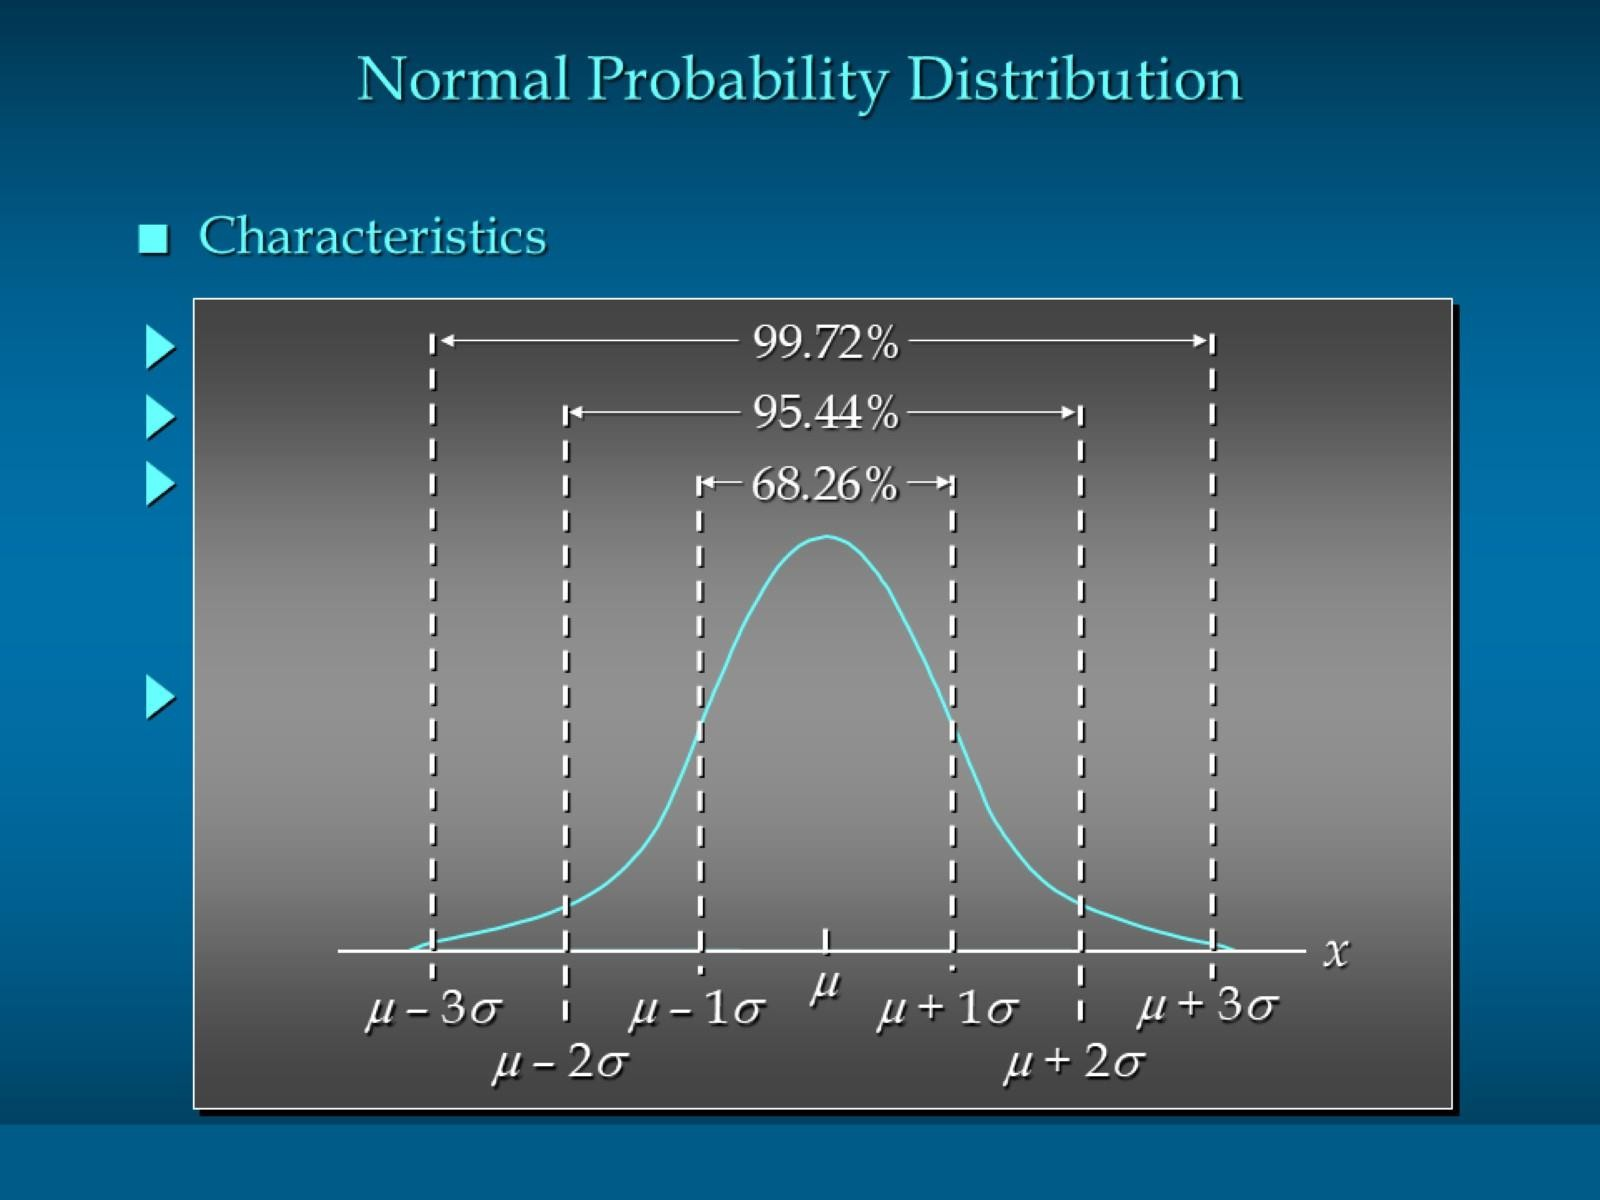 Normal Probability Distribution
Characteristics
99.72%
95.44%
68.26%
x
μ – 3σ
μ – 1σ
μ
μ + 1σ
μ + 3σ
μ – 2σ
μ + 2σ